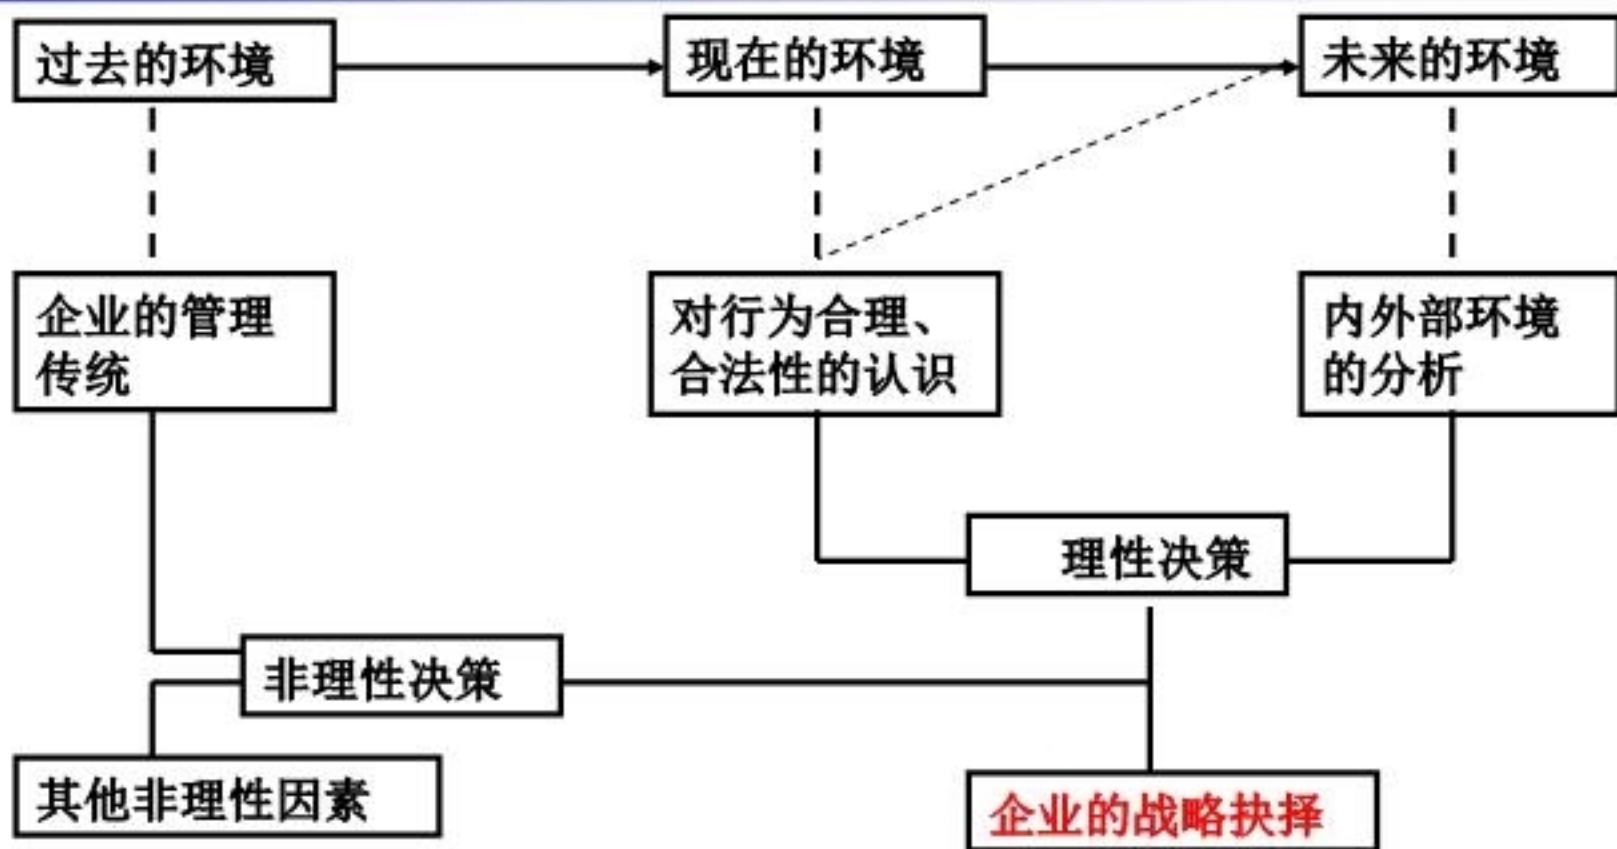 过去的环境
现在的环境
未来的环境
企业的管理
传统
对行为合理、
合法性的认识
内外部环境
的分析
理性决策
非理性决策
其他非理性因素
企业的战略抉择